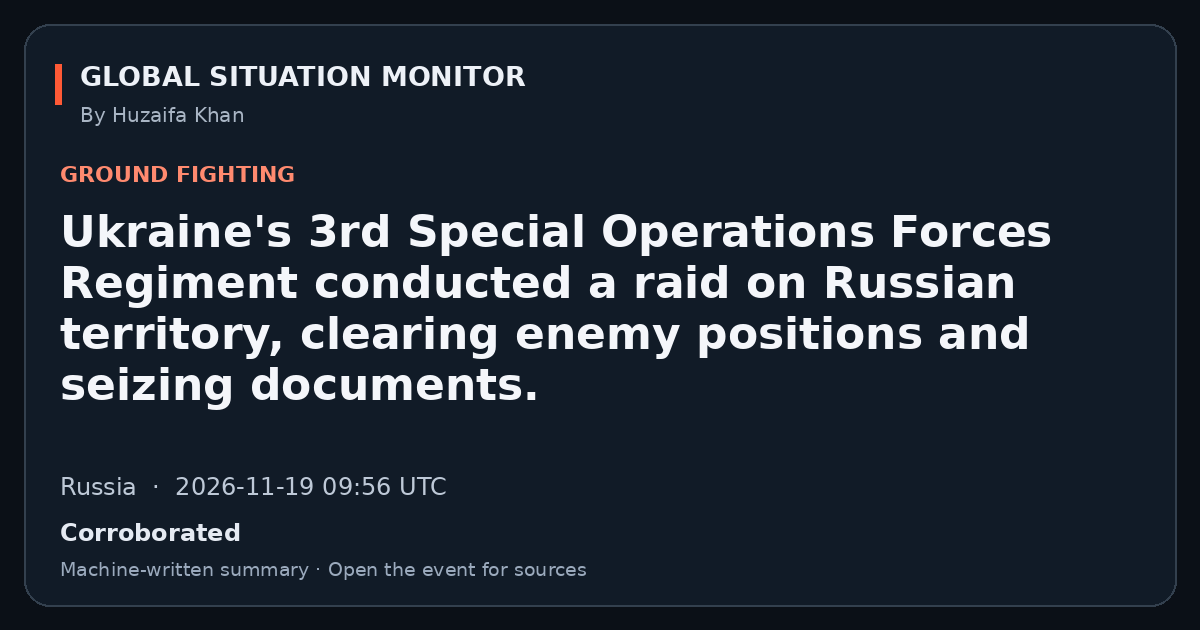 GLOBAL SITUATION MONITOR
By Huzaifa Khan
GROUND FIGHTING
Ukraine's 3rd Special Operations Forces
Regiment conducted a raid on Russian
territory, clearing enemy positions and
seizing documents.
Russia · 2026-11-19 09:56 UTC
Corroborated
Machine-written summary · Open the event for sources